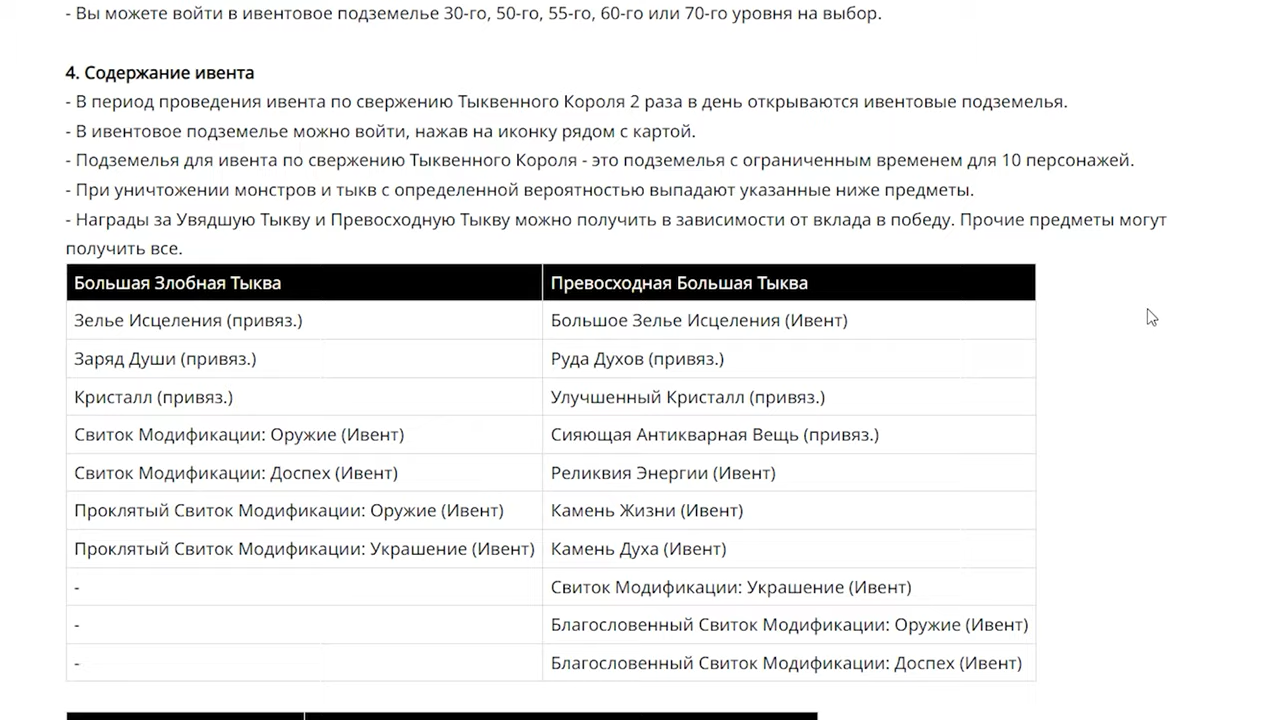 - Вы можете войти в ивентовое подземелье 30-го, 50-го, 55-го, 60-го или 70-го уровня на выбор.
4. Содержание ивента
- В период проведения ивента по свержению Тыквенного Короля 2 раза в день открываются ивентовые подземелья.
- В ивентовое подземелье можно войти, нажав на иконку рядом с картой.
- Подземелья для ивента по свержению Тыквенного Короля - это подземелья с ограниченным временем для 10 персонажей.
- При уничтожении монстров и тыкв с определенной вероятностью выпадают указанные ниже предметы.
- Награды за Увядшую Тыкву и Превосходную Тыкву можно получить в зависимости от вклада в победу. Прочие предметы могут
получить все.
Большая Злобная Тыква Превосходная Большая Тыква
Зелье Исцеления (привяз.) Большое Зелье Исцеления (Ивент)
Заряд Души (привяз.) Руда Духов (привяз.)
Кристалл (привяз.) Улучшенный Кристалл (привяз.)
Свиток Модификации: Оружие (Ивент) Сияющая Антикварная Вещь (привяз.)
Свиток Модификации: Доспех (Ивент) Реликвия Энергии (Ивент)
Проклятый Свиток Модификации: Оружие (Ивент) Камень Жизни (Ивент)
Проклятый Свиток Модификации: Украшение (Ивент) Камень Духа (Ивент)
- Свиток Модификации: Украшение (Ивент)
- Благословенный Свиток Модификации: Оружие (Ивент)
- Благословенный Свиток Модификации: Доспех (Ивент)